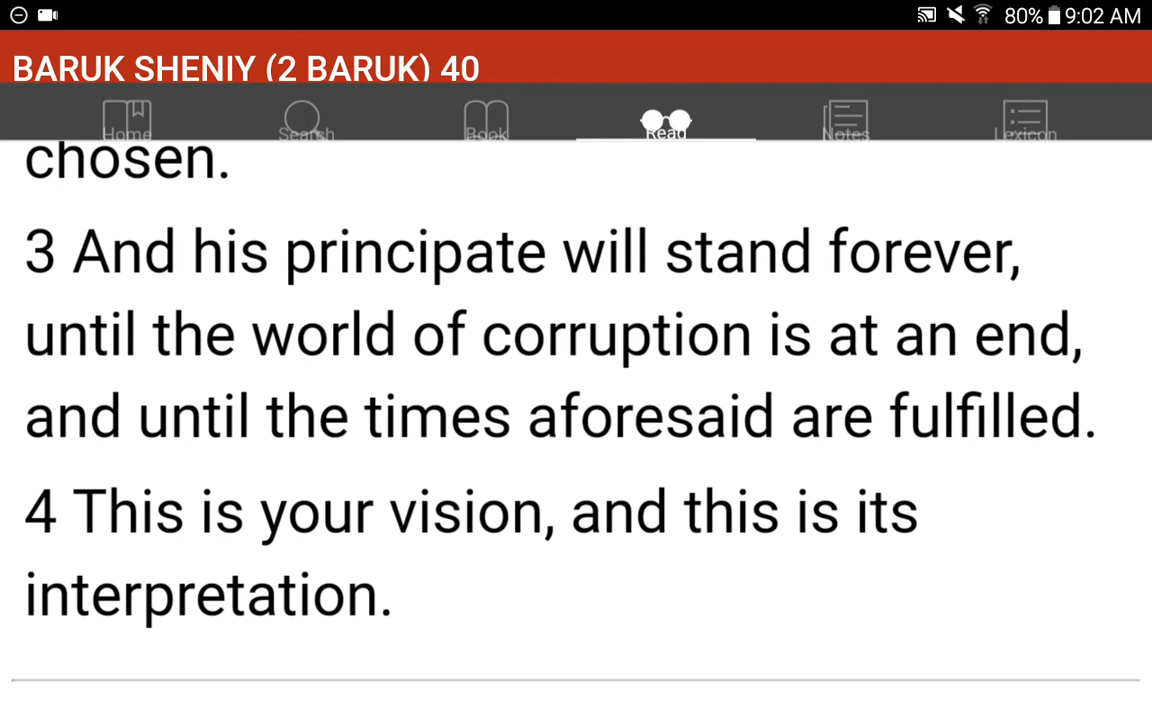 80% 9:02 AM
BARUK SHENIY (2 BARUK) 40
Home Search Book Read Notes Lexicon
chosen.
3 And his principate will stand forever,
until the world of corruption is at an end,
and until the times aforesaid are fulfilled.
4 This is your vision, and this is its
interpretation.